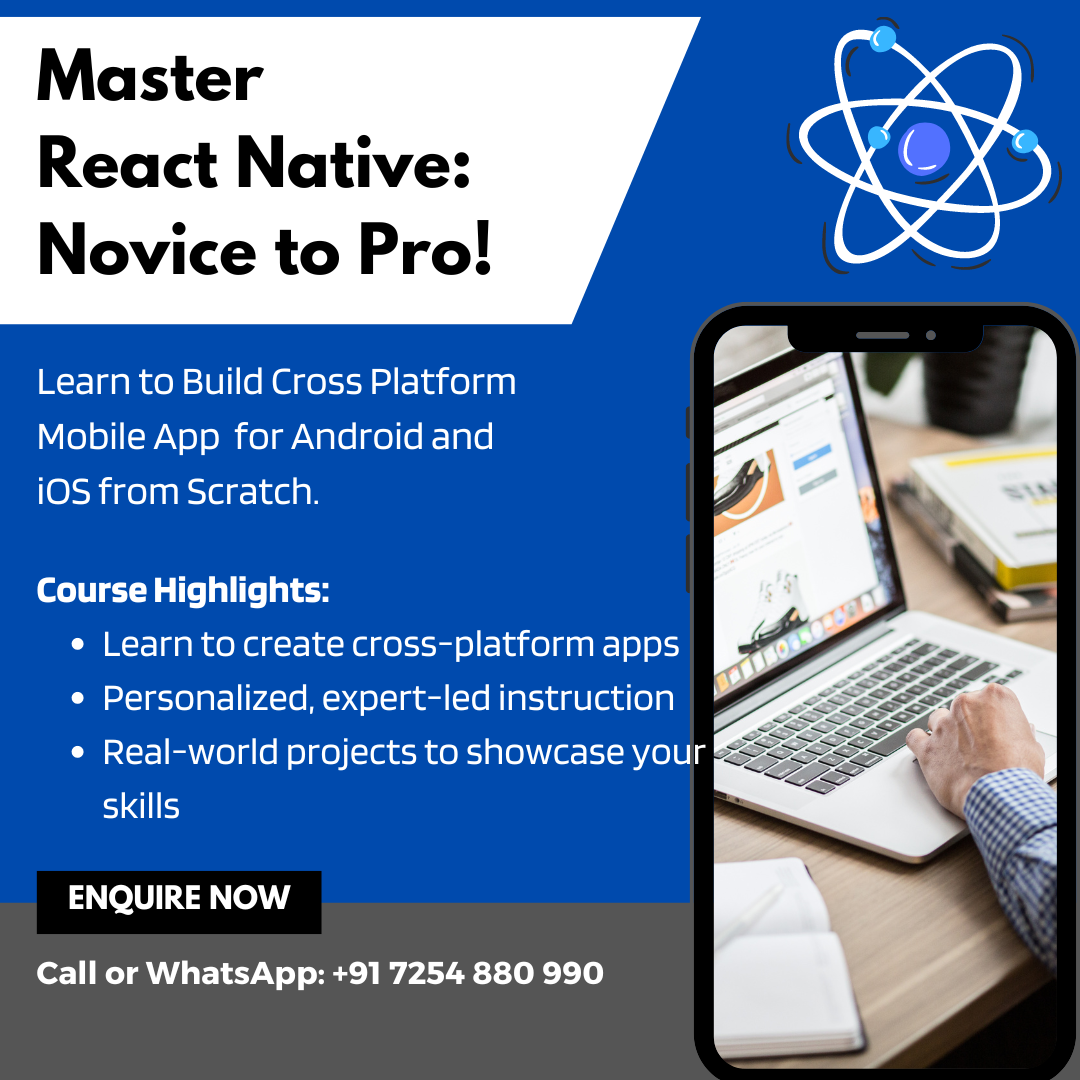 Master
React Native:
Novice to Pro!
Learn to Build Cross Platform
Mobile App  for Android and
iOS from Scratch.
Course Highlights:
• Learn to create cross-platform apps
• Personalized, expert-led instruction
• Real-world projects to showcase your
skills
ENQUIRE NOW
Call or WhatsApp: +91 7254 880 990